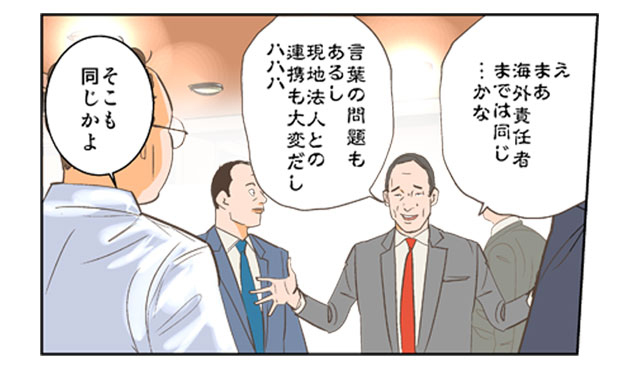 え
まあ
海外責任者
までは同じ
…かな
言葉の問題も
あるし
現地法人との
連携も大変だし
ハハハ
そこも
同じかよ